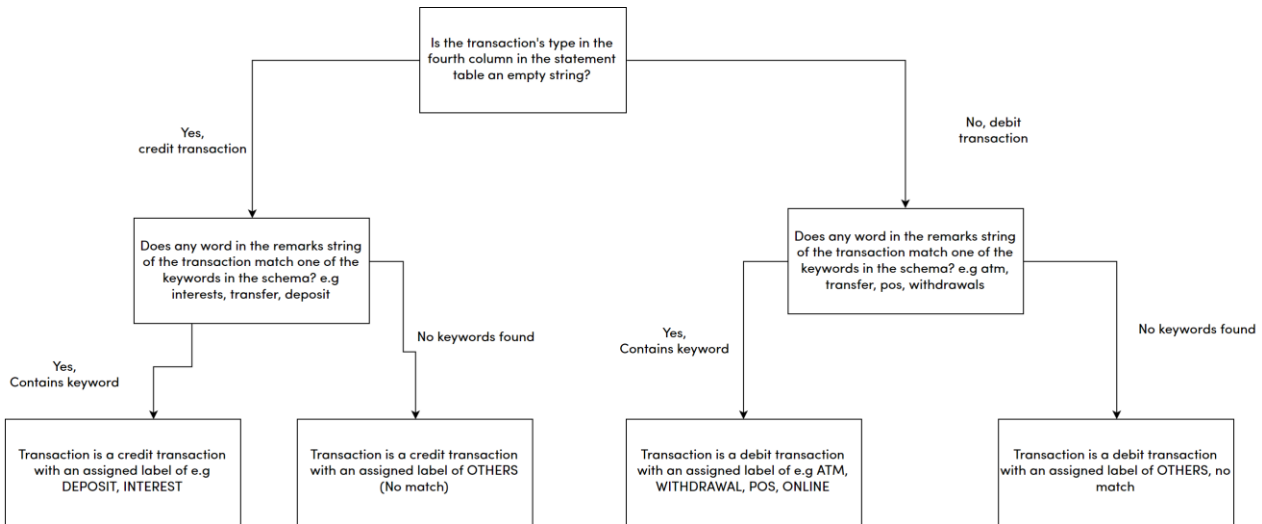 Is the transaction's type in the
fourth column in the statement
table an empty string?
Yes,
credit transaction
No, debit
transaction
Does any word in the remarks string
of the transaction match one of the
keywords in the schema? e.g
interests, transfer, deposit
Does any word in the remarks string
of the transaction match one of the
keywords in the schema? e.g atm,
transfer, pos, withdrawals
Yes,
Contains keyword
No keywords found
Yes,
Contains keyword
No keywords found
Transaction is a credit transaction
with an assigned label of e.g
DEPOSIT, INTEREST
Transaction is a credit transaction
with an assigned label of OTHERS
(No match)
Transaction is a debit transaction
with an assigned label of e.g ATM,
WITHDRAWAL, POS, ONLINE
Transaction is a debit transaction
with an assigned label of OTHERS, no
match